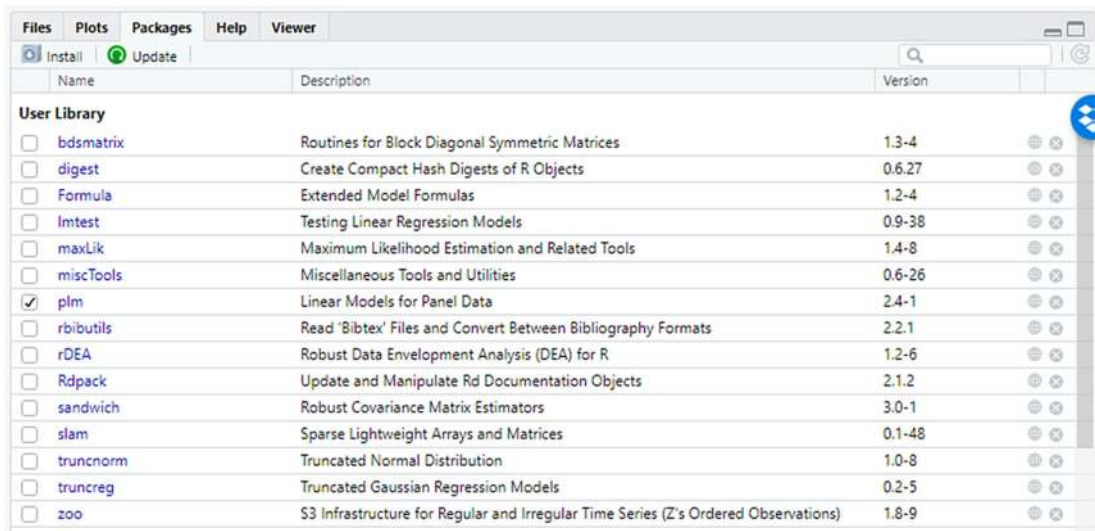 Files Plots Packages Help Viewer
Install Update
Name Description Version
User Library
bdsmatrix Routines for Block Diagonal Symmetric Matrices 1.3-4
digest Create Compact Hash Digests of R Objects 0.6.27
Formula Extended Model Formulas 1.2-4
lmtest Testing Linear Regression Models 0.9-38
maxLik Maximum Likelihood Estimation and Related Tools 1.4-8
miscTools Miscellaneous Tools and Utilities 0.6-26
plm Linear Models for Panel Data 2.4-1
rbibutils Read 'Bibtex' Files and Convert Between Bibliography Formats 2.2.1
rDEA Robust Data Envelopment Analysis (DEA) for R 1.2-6
Rdpack Update and Manipulate Rd Documentation Objects 2.1.2
sandwich Robust Covariance Matrix Estimators 3.0-1
slam Sparse Lightweight Arrays and Matrices 0.1-48
truncnorm Truncated Normal Distribution 1.0-8
truncreg Truncated Gaussian Regression Models 0.2-5
zoo S3 Infrastructure for Regular and Irregular Time Series (Z's Ordered Observations) 1.8-9